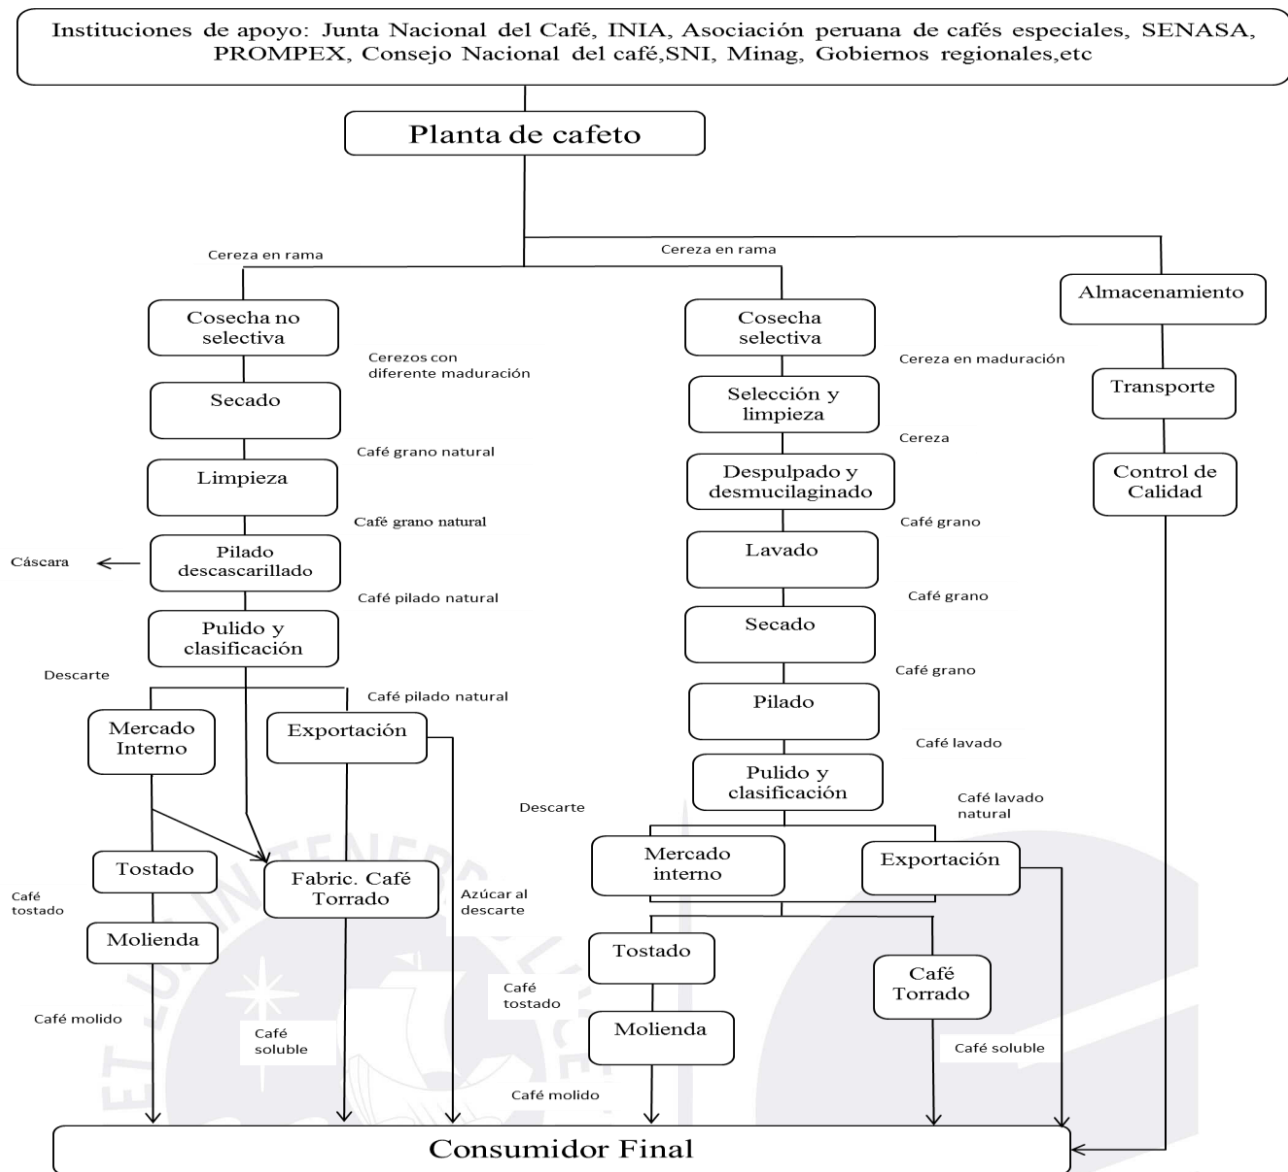 Instituciones de apoyo: Junta Nacional del Café, INIA, Asociación peruana de cafés especiales, SENASA,
PROMPEX, Consejo Nacional del café,SNI, Minag, Gobiernos regionales,etc
Planta de cafeto
Cereza en rama
Cereza en rama
Cosecha no
selectiva
Cerezos con
diferente maduración
Secado
Café grano natural
Limpieza
Café grano natural
Cáscara
Pilado
descascarillado
Café pilado natural
Pulido y
clasificación
Descarte
Café pilado natural
Mercado
Interno
Exportación
Tostado
Fabric. Café
Torrado
Azúcar al
descarte
Café
tostado
Molienda
Café molido
Café
soluble
Cosecha
selectiva
Cereza en maduración
Selección y
limpieza
Cereza
Despulpado y
desmucilaginado
Café grano
Lavado
Café grano
Secado
Café grano
Pilado
Café lavado
Pulido y
clasificación
Descarte
Café lavado
natural
Mercado
interno
Exportación
Tostado
Café
Torrado
Café
tostado
Molienda
Café soluble
Café molido
Almacenamiento
Transporte
Control de
Calidad
Consumidor Final